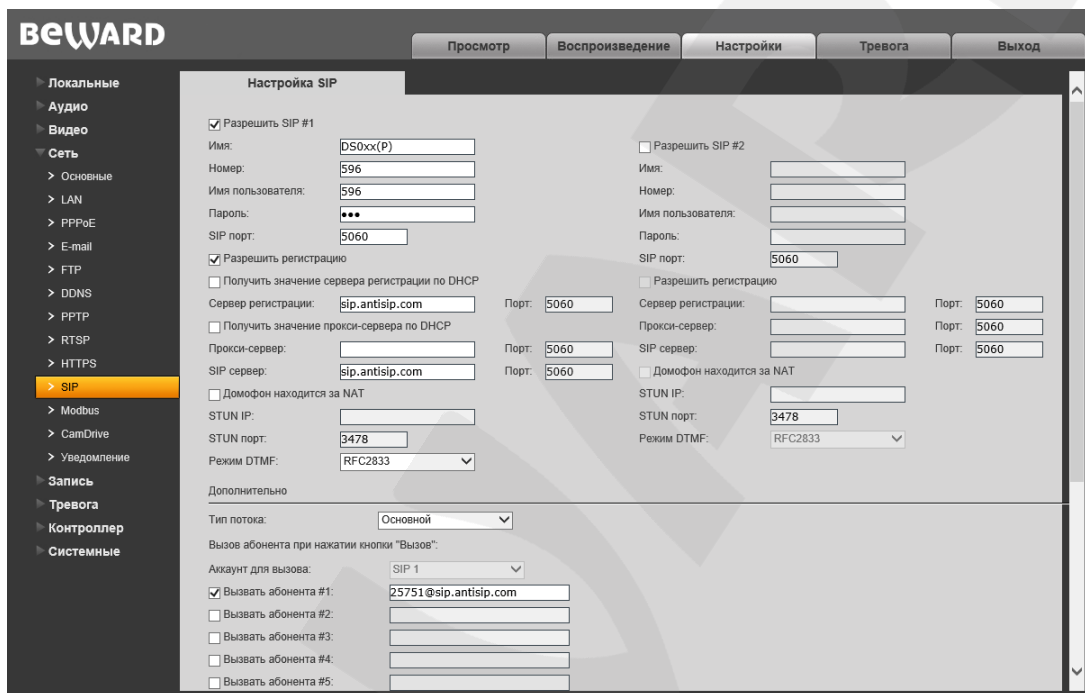 BEWARD
Просмотр
Воспроизведение
Настройки
Тревога
Выход
Локальные
Аудио
Видео
Сеть
Основные
LAN
PPPoE
E-mail
FTP
DDNS
PPTP
RTSP
HTTPS
SIP
Modbus
CamDrive
Уведомление
Запись
Тревога
Контроллер
Системные
Настройка SIP
Разрешить SIP #1
Имя: DS0xx(P)
Номер: 596
Имя пользователя: 596
Пароль: •••
SIP порт: 5060
Разрешить регистрацию
Получить значение сервера регистрации по DHCP
Сервер регистрации: sip.antisip.com Порт: 5060
Получить значение прокси-сервера по DHCP
Прокси-сервер: Порт: 5060
SIP сервер: sip.antisip.com Порт: 5060
Домофон находится за NAT
STUN IP:
STUN порт: 3478
Режим DTMF: RFC2833
Разрешить SIP #2
Имя:
Номер:
Имя пользователя:
Пароль:
SIP порт: 5060
Разрешить регистрацию
Сервер регистрации: Порт: 5060
Прокси-сервер: Порт: 5060
SIP сервер: Порт: 5060
Домофон находится за NAT
STUN IP:
STUN порт: 3478
Режим DTMF: RFC2833
Дополнительно
Тип потока: Основной
Вызов абонента при нажатии кнопки "Вызов":
Аккаунт для вызова: SIP 1
Вызвать абонента #1: 25751@sip.antisip.com
Вызвать абонента #2:
Вызвать абонента #3:
Вызвать абонента #4:
Вызвать абонента #5: